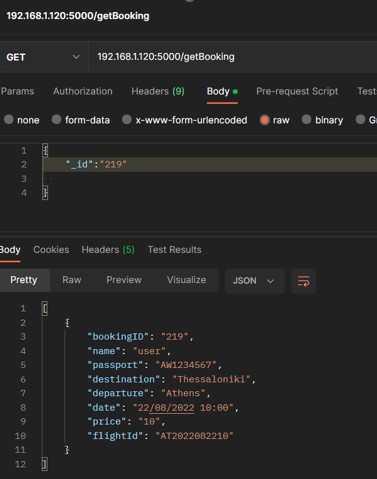 192.168.1.120:5000/getBooking
GET 192.168.1.120:5000/getBooking
Params Authorization Headers (9) Body Pre-request Script
none form-data x-www-form-urlencoded raw binary
1 {
2 "_id":"219"
3
4 }
Body Cookies Headers (5) Test Results
Pretty Raw Preview Visualize JSON
1 [
2 {
3 "bookingID": "219",
4 "name": "user",
5 "passport": "AW1234567",
6 "destination": "Thessaloniki",
7 "departure": "Athens",
8 "date": "22/08/2022 10:00",
9 "price": "10",
10 "flightId": "AT2022082210"
11 }
12 ]